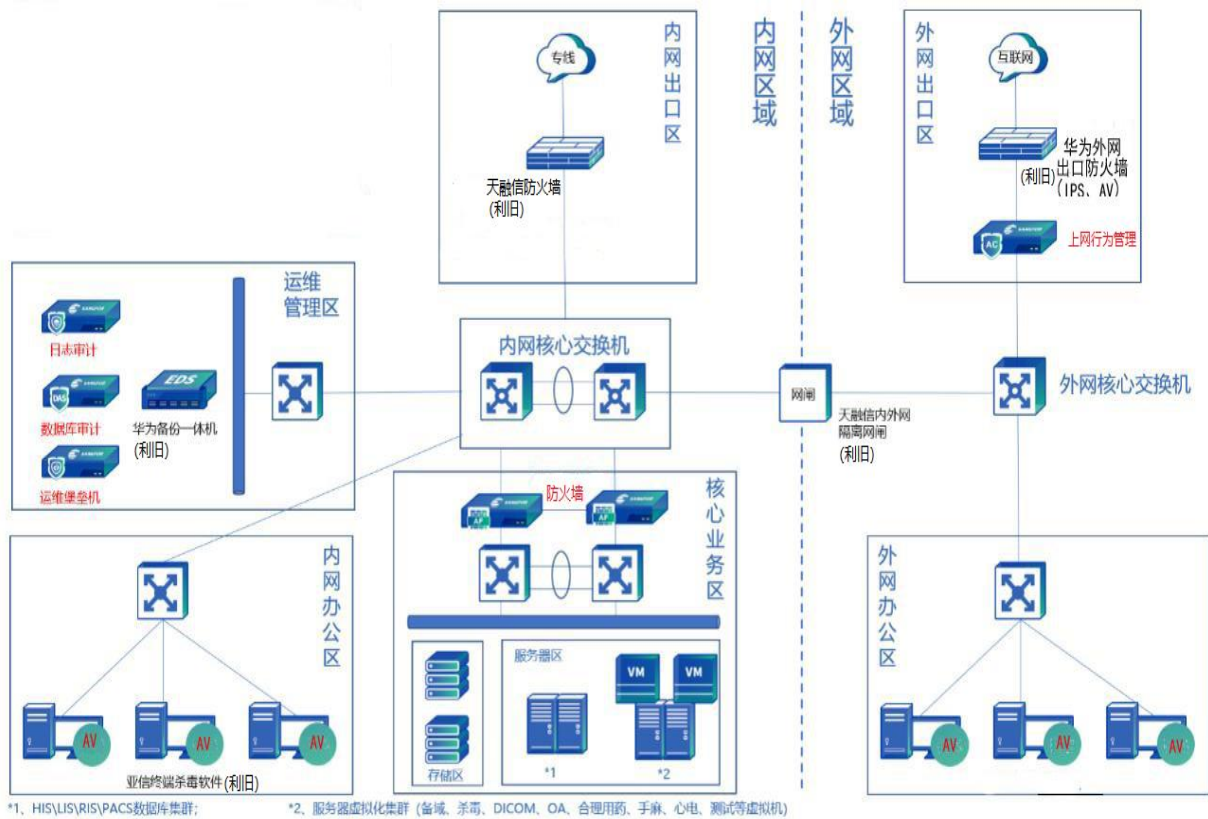 内网出口区
专线
天融信防火墙
(利旧)
内网区域
外网区域
外网出口区
互联网
华为外网
出口防火墙
(利旧)
(IPS、AV)
AC
上网行为管理
运维
管理区
日志审计
DAS
数据库审计
EDS
华为备份一体机
(利旧)
运维堡垒机
内网核心交换机
网闸
天融信内外网
隔离网闸
(利旧)
外网核心交换机
防火墙
AF
AF
核心业务区
内网办公区
AV
AV
AV
亚信终端杀毒软件(利旧)
存储区
服务器区
VM
VM
*1
*2
外网办公区
AV
AV
AV
*1、HIS\LIS\RIS\PACS数据库集群;
*2、服务器虚拟化集群（备域、杀毒、DICOM、OA、合理用药、手麻、心电、测试等虚拟机）